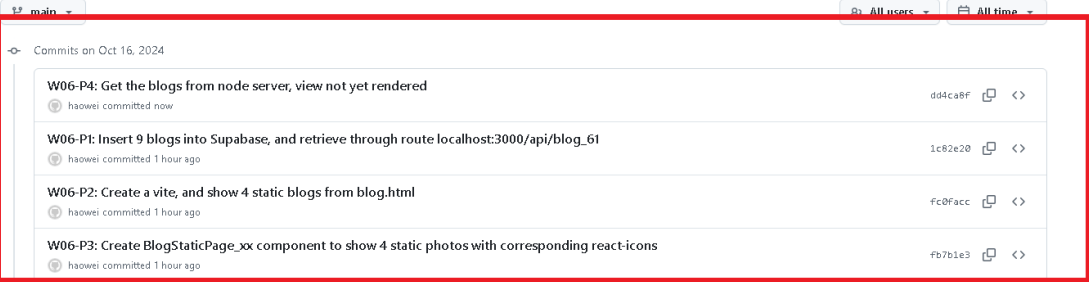 main
All users
All time
Commits on Oct 16, 2024
W06-P4: Get the blogs from node server, view not yet rendered
dd4ca8f
haowei committed now
W06-P1: Insert 9 blogs into Supabase, and retrieve through route localhost:3000/api/blog_61
1c82e20
haowei committed 1 hour ago
W06-P2: Create a vite, and show 4 static blogs from blog.html
fc0facc
haowei committed 1 hour ago
W06-P3: Create BlogStaticPage_xx component to show 4 static photos with corresponding react-icons
fb7b1e3
haowei committed 1 hour ago